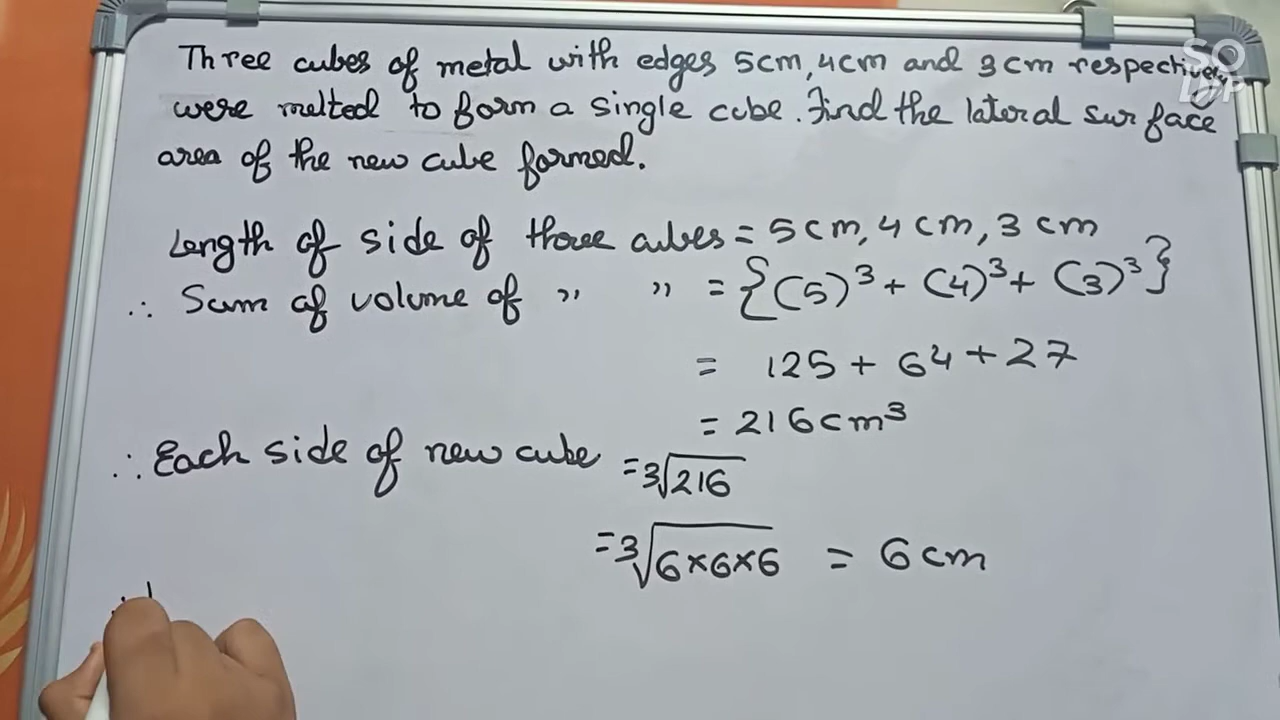 Three cubes of metal with edges 5cm, 4cm and 3cm respectively
were melted to form a single cube. Find the lateral surface
area of the new cube formed.
Length of side of three cubes = 5cm, 4cm, 3cm
∴ Sum of volume of ,, ,, = {(5)³ + (4)³ + (3)³}
= 125 + 64 + 27
= 216cm³
∴ Each side of new cube = ³√216
= ³√6×6×6 = 6cm